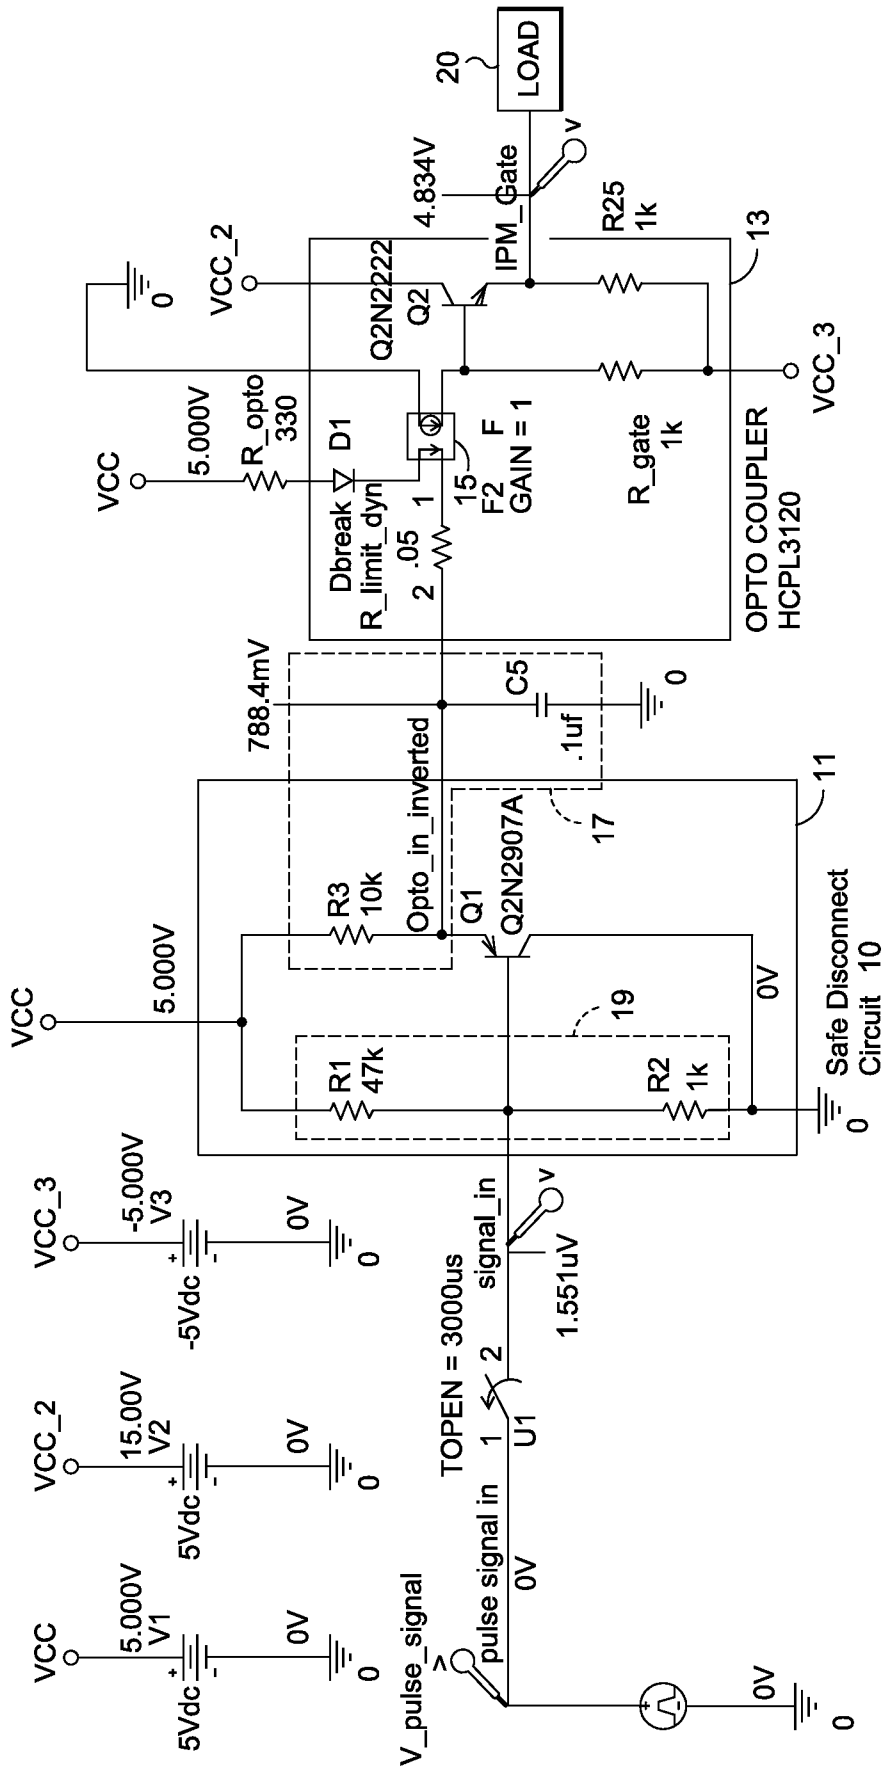 VCC
5.000V
V1
+
-
5Vdc
0V
0
VCC_2
15.00V
V2
+
-
5Vdc
0V
0
VCC_3
-5.000V
V3
+
-
-5Vdc
0V
0
V_pulse_signal
V
pulse signal in
0V
+
-
0V
0
TOPEN = 3000us
1
2
U1
signal_in
V
1.551uV
VCC
5.000V
R1
47k
R2
1k
19
R3
10k
Opto_in_inverted
Q1
Q2N2907A
17
0V
0
11
Safe Disconnect
Circuit 10
788.4mV
C5
.1uf
0
VCC
5.000V
R_opto
330
Dbreak
D1
R_limit_dyn
.05
2
1
15
F2
F
GAIN = 1
0
VCC_2
Q2N2222
Q2
IPM_Gate
4.834V
V
20
LOAD
R_gate
1k
R25
1k
13
VCC_3
OPTO COUPLER
HCPL3120